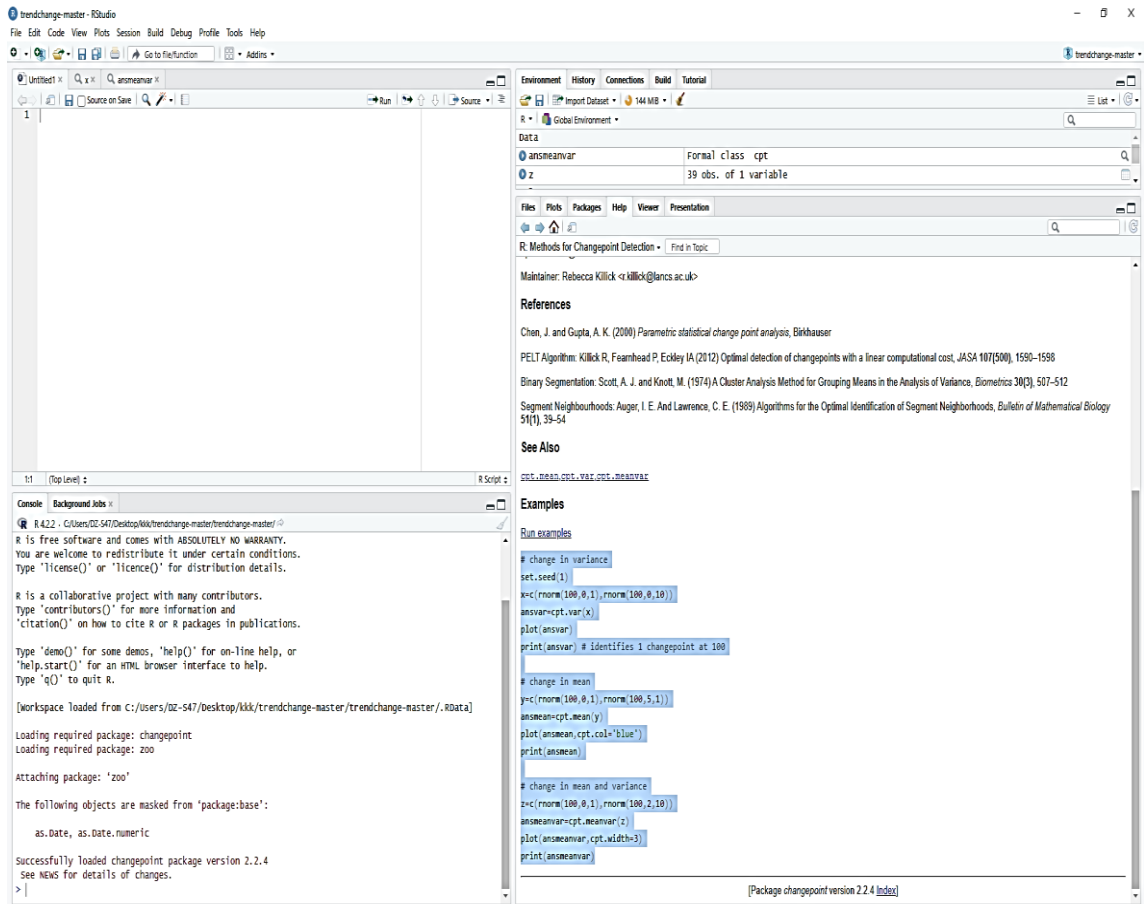 trendchange-master - RStudio
File Edit Code View Plots Session Build Debug Profile Tools Help
Go to file/function Addins
trendchange-master
Untitled1 x ansmeanvar
Source on Save Run Source
1
1:1 (Top Level) R Script
Console Background Jobs
R 4.2.2 . C:/Users/DZ-S47/Desktop/kkk/trendchange-master/trendchange-master/
R is free software and comes with ABSOLUTELY NO WARRANTY.
You are welcome to redistribute it under certain conditions.
Type 'license()' or 'licence()' for distribution details.
R is a collaborative project with many contributors.
Type 'contributors()' for more information and
'citation()' on how to cite R or R packages in publications.
Type 'demo()' for some demos, 'help()' for on-line help, or
'help.start()' for an HTML browser interface to help.
Type 'q()' to quit R.
[Workspace loaded from C:/Users/DZ-S47/Desktop/kkk/trendchange-master/trendchange-master/.RData]
Loading required package: changepoint
Loading required package: zoo
Attaching package: ‘zoo’
The following objects are masked from ‘package:base’:
as.Date, as.Date.numeric
Successfully loaded changepoint package version 2.2.4
See NEWS for details of changes.
>
Environment History Connections Build Tutorial
Import Dataset 144 MB List
R Global Environment
Data
ansmeanvar Formal class cpt
z 39 obs. of 1 variable
Files Plots Packages Help Viewer Presentation
R: Methods for Changepoint Detection Find in Topic
Maintainer: Rebecca Killick <r.killick@lancs.ac.uk>
References
Chen, J. and Gupta, A. K. (2000) Parametric statistical change point analysis, Birkhauser
PELT Algorithm: Killick R, Fearnhead P, Eckley IA (2012) Optimal detection of changepoints with a linear computational cost, JASA 107(500), 1590–1598
Binary Segmentation: Scott, A. J. and Knott, M. (1974) A Cluster Analysis Method for Grouping Means in the Analysis of Variance, Biometrics 30(3), 507–512
Segment Neighbourhoods: Auger, I. E. And Lawrence, C. E. (1989) Algorithms for the Optimal Identification of Segment Neighborhoods, Bulletin of Mathematical Biology
51(1), 39–54
See Also
cpt.mean,cpt.var,cpt.meanvar
Examples
Run examples
# change in variance
set.seed(1)
x=c(rnorm(100,0,1),rnorm(100,0,10))
ansvar=cpt.var(x)
plot(ansvar)
print(ansvar) # identifies 1 changepoint at 100
# change in mean
y=c(rnorm(100,0,1),rnorm(100,5,1))
ansmean=cpt.mean(y)
plot(ansmean,cpt.col='blue')
print(ansmean)
# change in mean and variance
z=c(rnorm(100,0,1),rnorm(100,2,10))
ansmeanvar=cpt.meanvar(z)
plot(ansmeanvar,cpt.width=3)
print(ansmeanvar)
[Package changepoint version 2.2.4 Index]